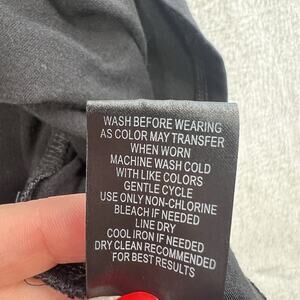 WASH BEFORE WEARING
AS COLOR MAY TRANSFER
WHEN WORN
MACHINE WASH COLD
WITH LIKE COLORS
GENTLE CYCLE
USE ONLY NON-CHLORINE
BLEACH IF NEEDED
LINE DRY
COOL IRON IF NEEDED
DRY CLEAN RECOMMENDED
FOR BEST RESULTS